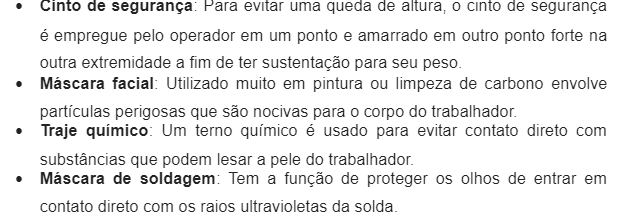 • Cinto de segurança: Para evitar uma queda de altura, o cinto de segurança
é empregue pelo operador em um ponto e amarrado em outro ponto forte na
outra extremidade a fim de ter sustentação para seu peso.
• Máscara facial: Utilizado muito em pintura ou limpeza de carbono envolve
partículas perigosas que são nocivas para o corpo do trabalhador.
• Traje químico: Um terno químico é usado para evitar contato direto com
substâncias que podem lesar a pele do trabalhador.
• Máscara de soldagem: Tem a função de proteger os olhos de entrar em
contato direto com os raios ultravioletas da solda.